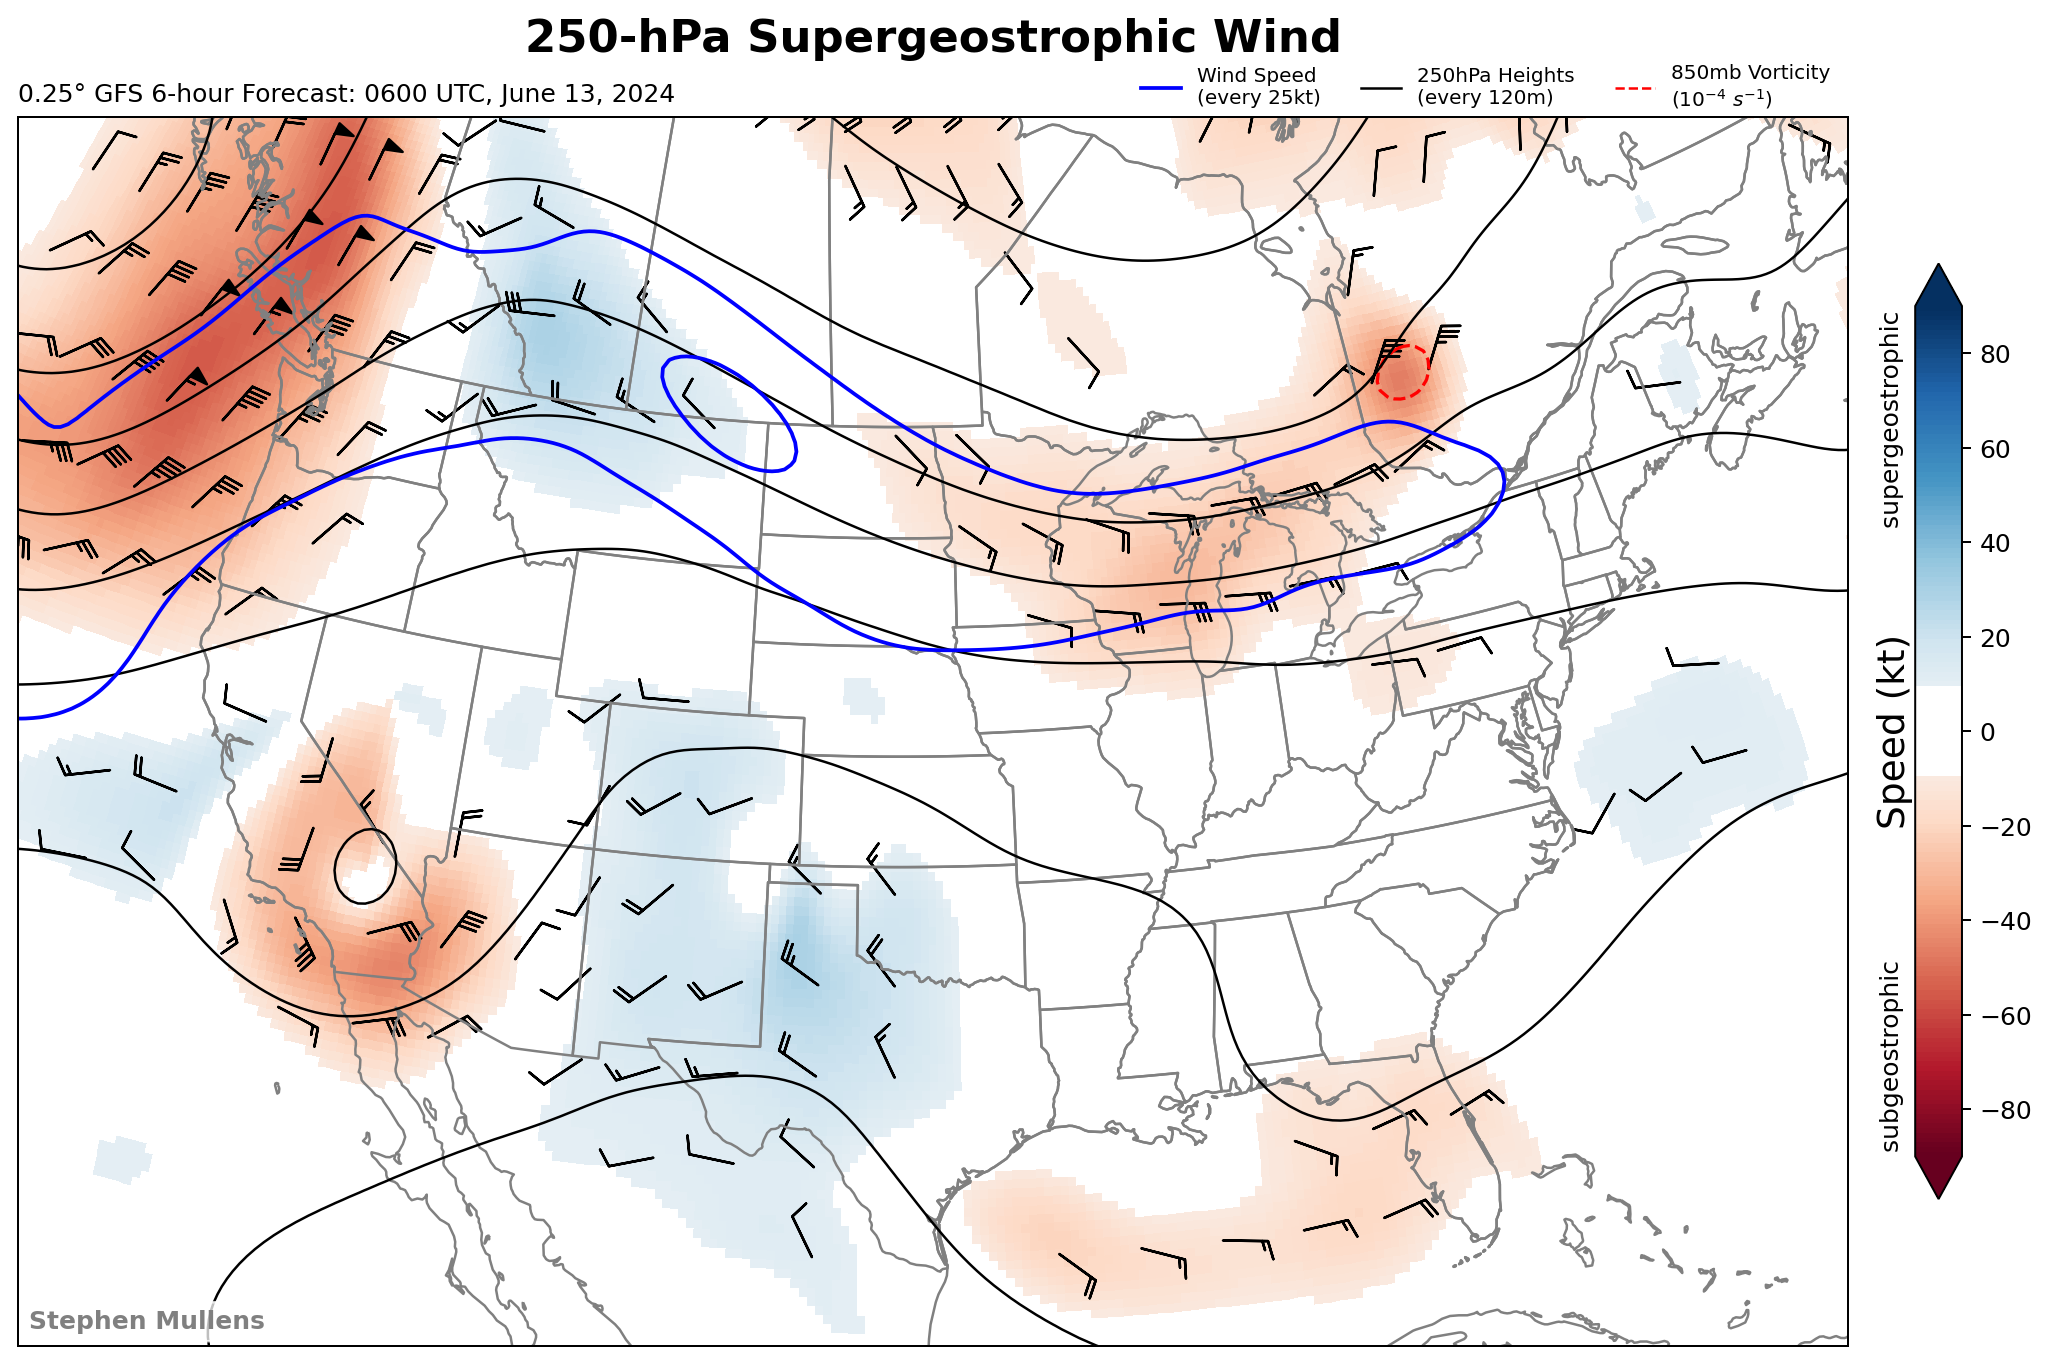 250-hPa Supergeostrophic Wind
0.25° GFS 6-hour Forecast: 0600 UTC, June 13, 2024
Wind Speed
(every 25kt)
250hPa Heights
(every 120m)
850mb Vorticity
(10⁻⁴ s⁻¹)
supergeostrophic
Speed (kt)
subgeostrophic
80
60
40
20
0
−20
−40
−60
−80
Stephen Mullens